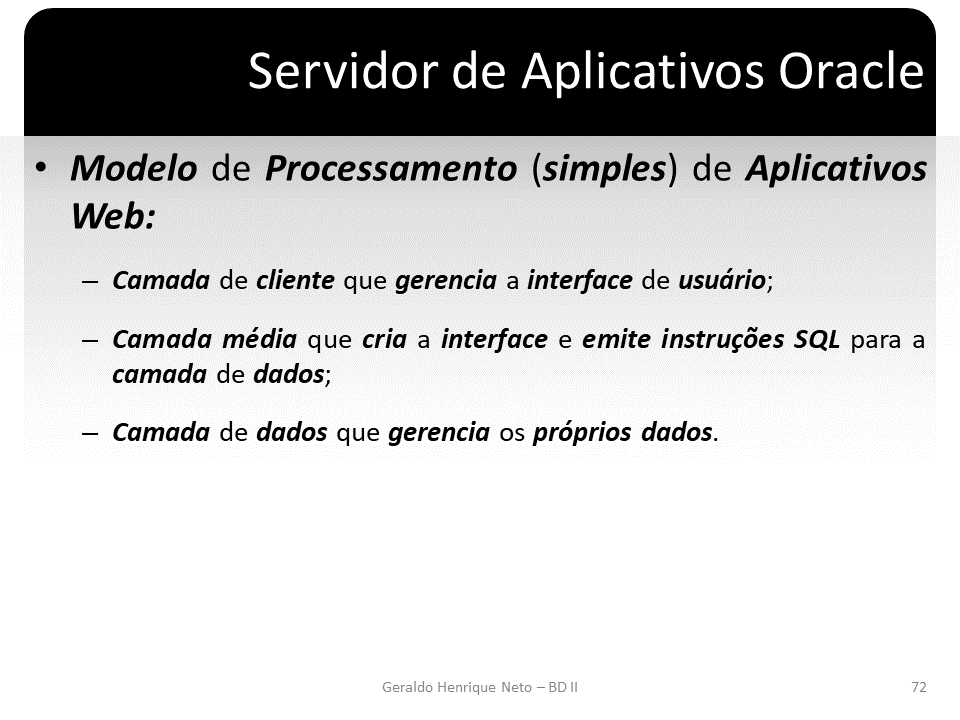 Servidor de Aplicativos Oracle
• Modelo de Processamento (simples) de Aplicativos
Web:
– Camada de cliente que gerencia a interface de usuário;
– Camada média que cria a interface e emite instruções SQL para a
camada de dados;
– Camada de dados que gerencia os próprios dados.
Geraldo Henrique Neto – BD II
72